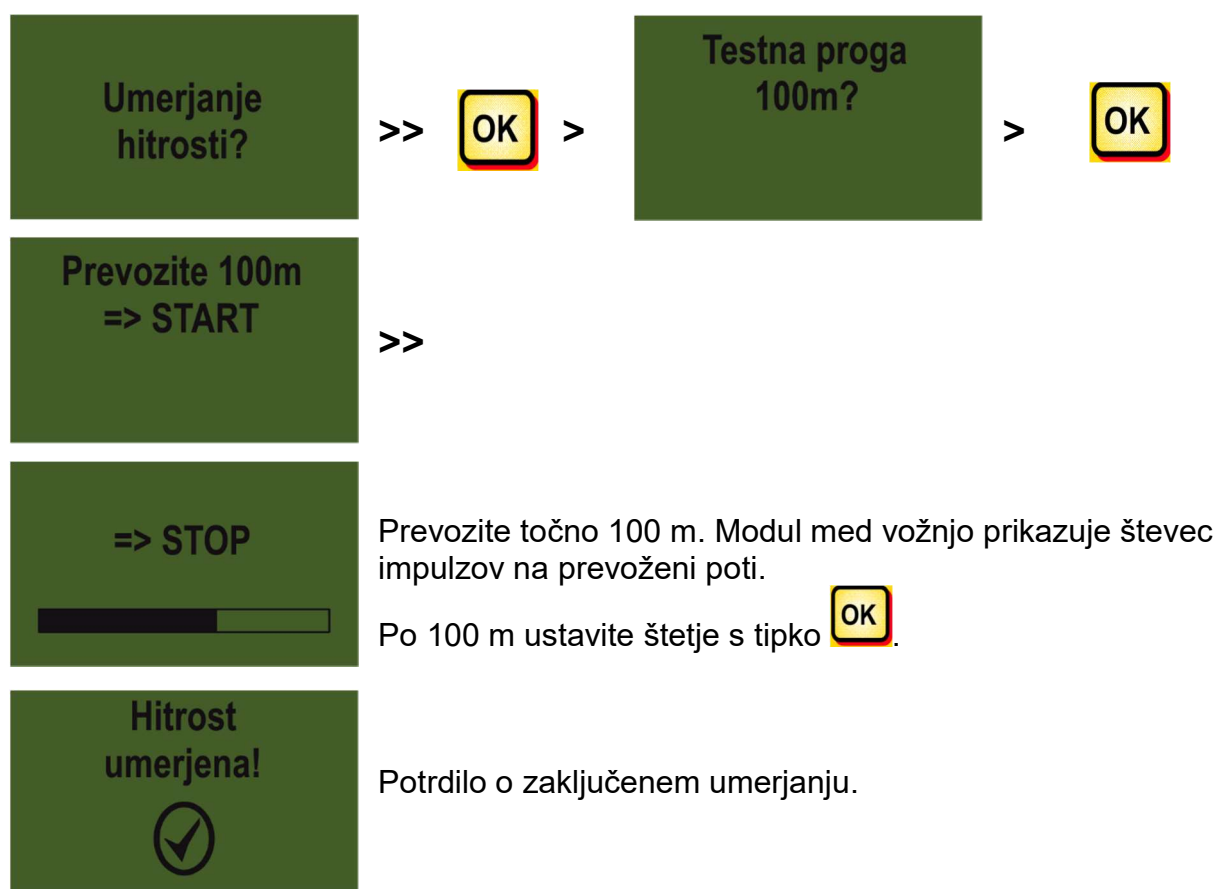 Umerjanje
hitrosti?
>>
OK
>
Testna proga
100m?
>
OK
Prevozite 100m
=> START
>>
=> STOP
Prevozite točno 100 m. Modul med vožnjo prikazuje števec
impulzov na prevoženi poti.
Po 100 m ustavite štetje s tipko OK.
Hitrost
umerjena!
Potrdilo o zaključenem umerjanju.